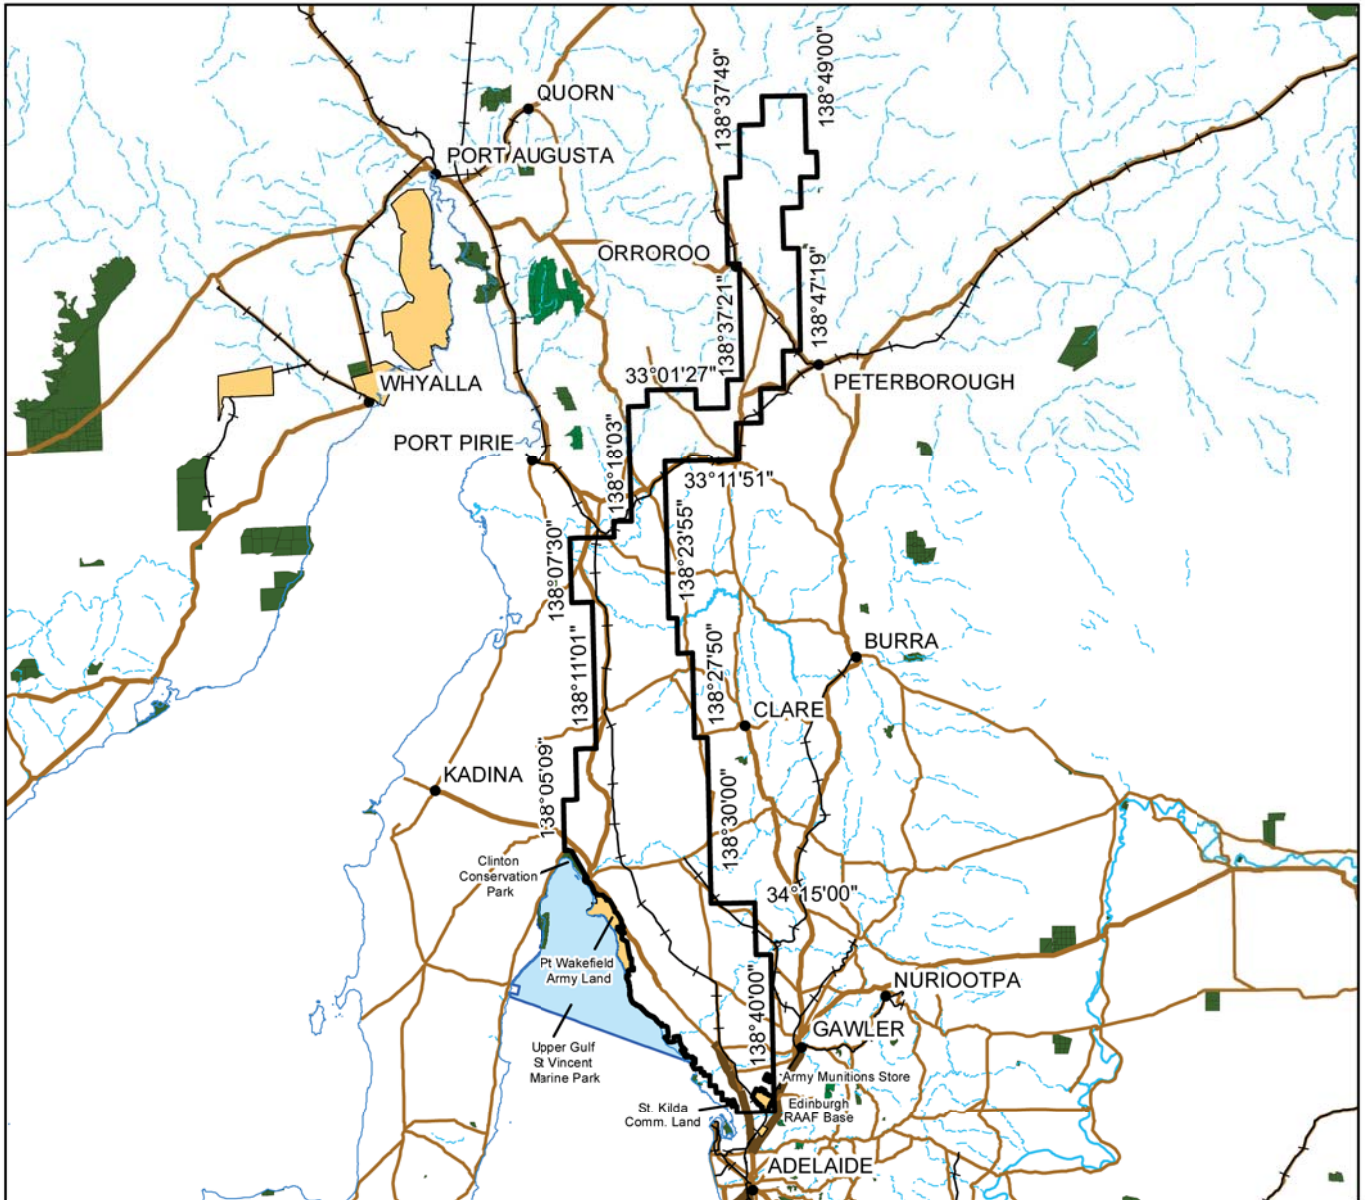 138°37'49"
138°49'00"
QUORN
PORT AUGUSTA
ORROROO
138°37'21"
138°47'19"
33°01'27"
WHYALLA
PETERBOROUGH
PORT PIRIE
138°18'03"
33°11'51"
138°07'30"
138°23'55"
138°11'01"
138°27'50"
BURRA
CLARE
138°05'09"
KADINA
138°30'00"
Clinton
Conservation
Park
34°15'00"
Pt Wakefield
Army Land
138°40'00"
NURIOOTPA
GAWLER
Upper Gulf
St Vincent
Marine Park
Army Munitions Store
St. Kilda
Comm. Land
Edinburgh
RAAF Base
ADELAIDE